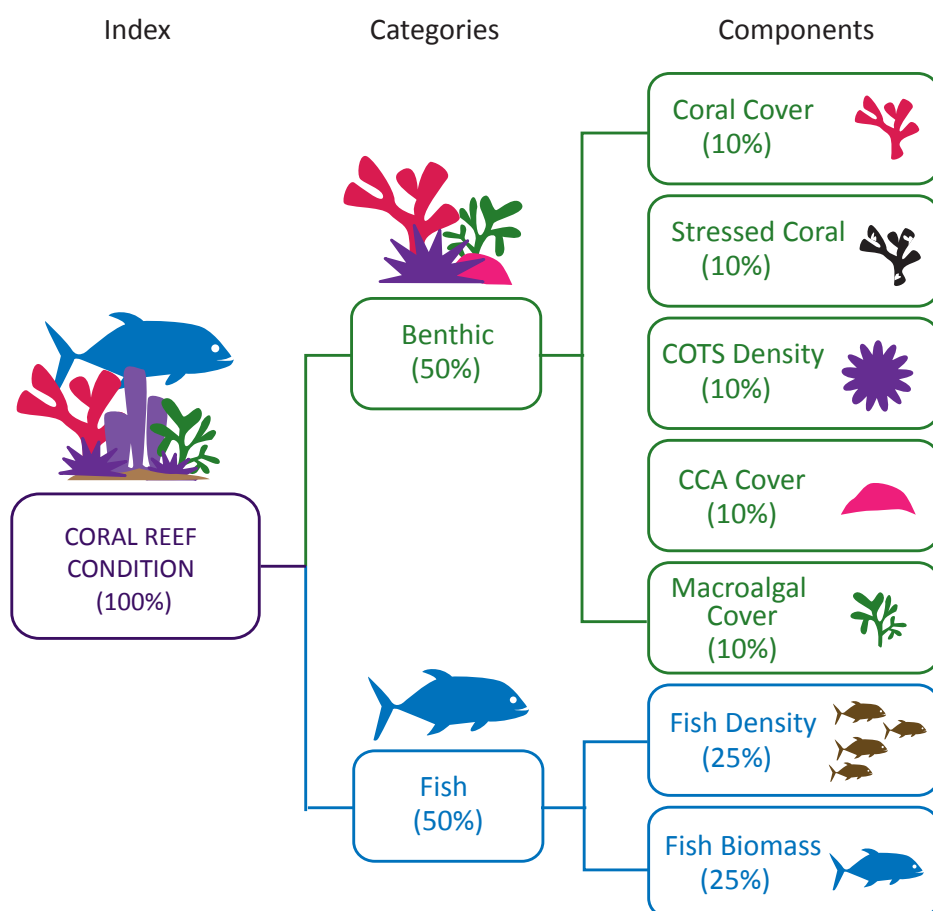 Index
Categories
Components
CORAL REEF
CONDITION
(100%)
Benthic
(50%)
Fish
(50%)
Coral Cover
(10%)
Stressed Coral
(10%)
COTS Density
(10%)
CCA Cover
(10%)
Macroalgal
Cover
(10%)
Fish Density
(25%)
Fish Biomass
(25%)